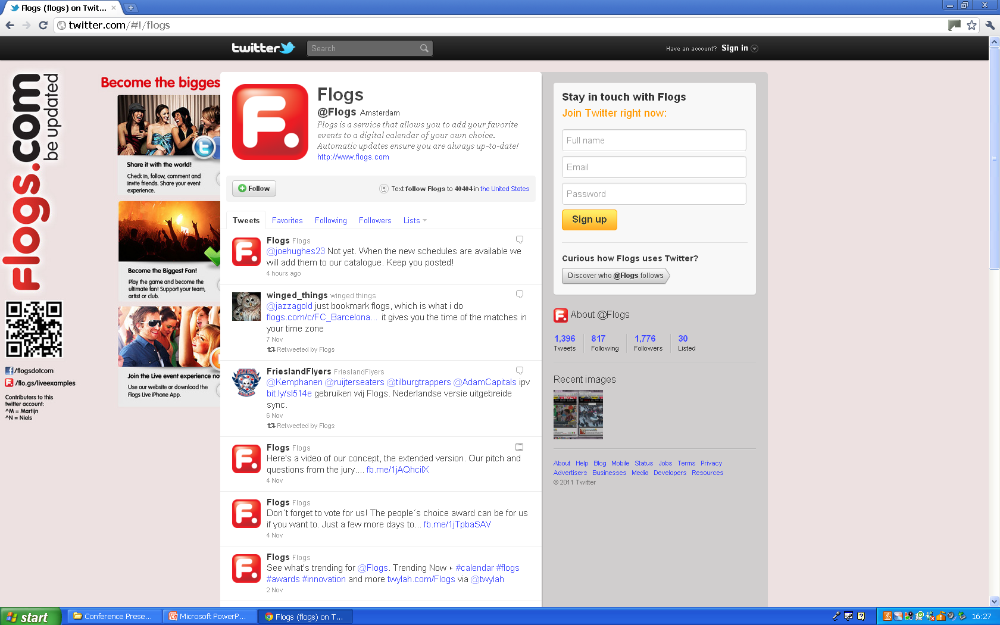 Flogs (flogs) on Twit...
twitter.com/#!/flogs
twitter
Search
Have an account? Sign in
Flogs.com
be updated
Become the bigges
Share it with the world!
Check in, follow, comment and
invite friends. Share your event
experience.
Become the Biggest Fan!
Play the game and become the
ultimate fan! Support your team,
artist or club.
Join the Live event experience no
Use our website or download the
Flogs Live iPhone App.
/flogsdotcom
/flo.gs/liveexamples
Contributers to this
twitter account:
^M = Martijn
^N = Niels
F.
Flogs
@Flogs Amsterdam
Flogs is a service that allows you to add your favorite
events to a digital calendar of your own choice.
Automatic updates ensure you are always up-to-date!
http://www.flogs.com
Follow
Text follow Flogs to 40404 in the United States
Tweets Favorites Following Followers Lists
F.
Flogs Flogs
@joehughes23 Not yet. When the new schedules are available we
will add them to our catalogue. Keep you posted!
4 hours ago
winged_things winged things
@jazzagold just bookmark flogs, which is what i do
flogs.com/c/FC_Barcelona... it gives you the time of the matches in
your time zone
7 Nov
Retweeted by Flogs
FrieslandFlyers FrieslandFlyers
@Kemphanen @ruijterseaters @tilburgtrappers @AdamCapitals ipv
bit.ly/sl514e gebruiken wij Flogs. Nederlandse versie uitgebreide
sync.
6 Nov
Retweeted by Flogs
F.
Flogs Flogs
Here's a video of our concept, the extended version. Our pitch and
questions from the jury.... fb.me/1jAQhcilX
4 Nov
F.
Flogs Flogs
Don´t forget to vote for us! The people´s choice award can be for us
if you want to. Just a few more days to... fb.me/1jTpbaSAV
4 Nov
F.
Flogs Flogs
See what's trending for @Flogs. Trending Now ‣ #calendar #flogs
#awards #innovation and more twylah.com/Flogs via @twylah
2 Nov
Stay in touch with Flogs
Join Twitter right now:
Full name
Email
Password
Sign up
Curious how Flogs uses Twitter?
Discover who @Flogs follows
F.
About @Flogs
1,396 817 1,776 30
Tweets Following Followers Listed
Recent images
About Help Blog Mobile Status Jobs Terms Privacy
Advertisers Businesses Media Developers Resources
© 2011 Twitter
start
Conference Prese...
Microsoft PowerP...
Flogs (flogs) on T...
16:27